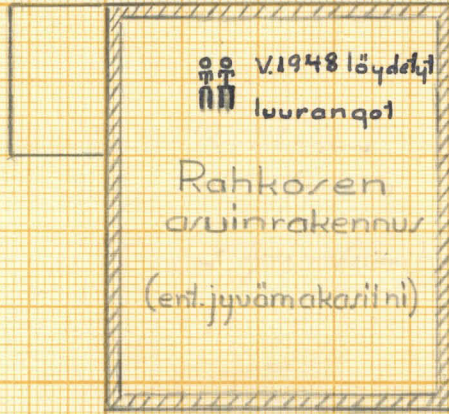 V.1948 löydetyt
luurangot
Rahkosen
asuinrakennus
(ent. jyvämakasiini)